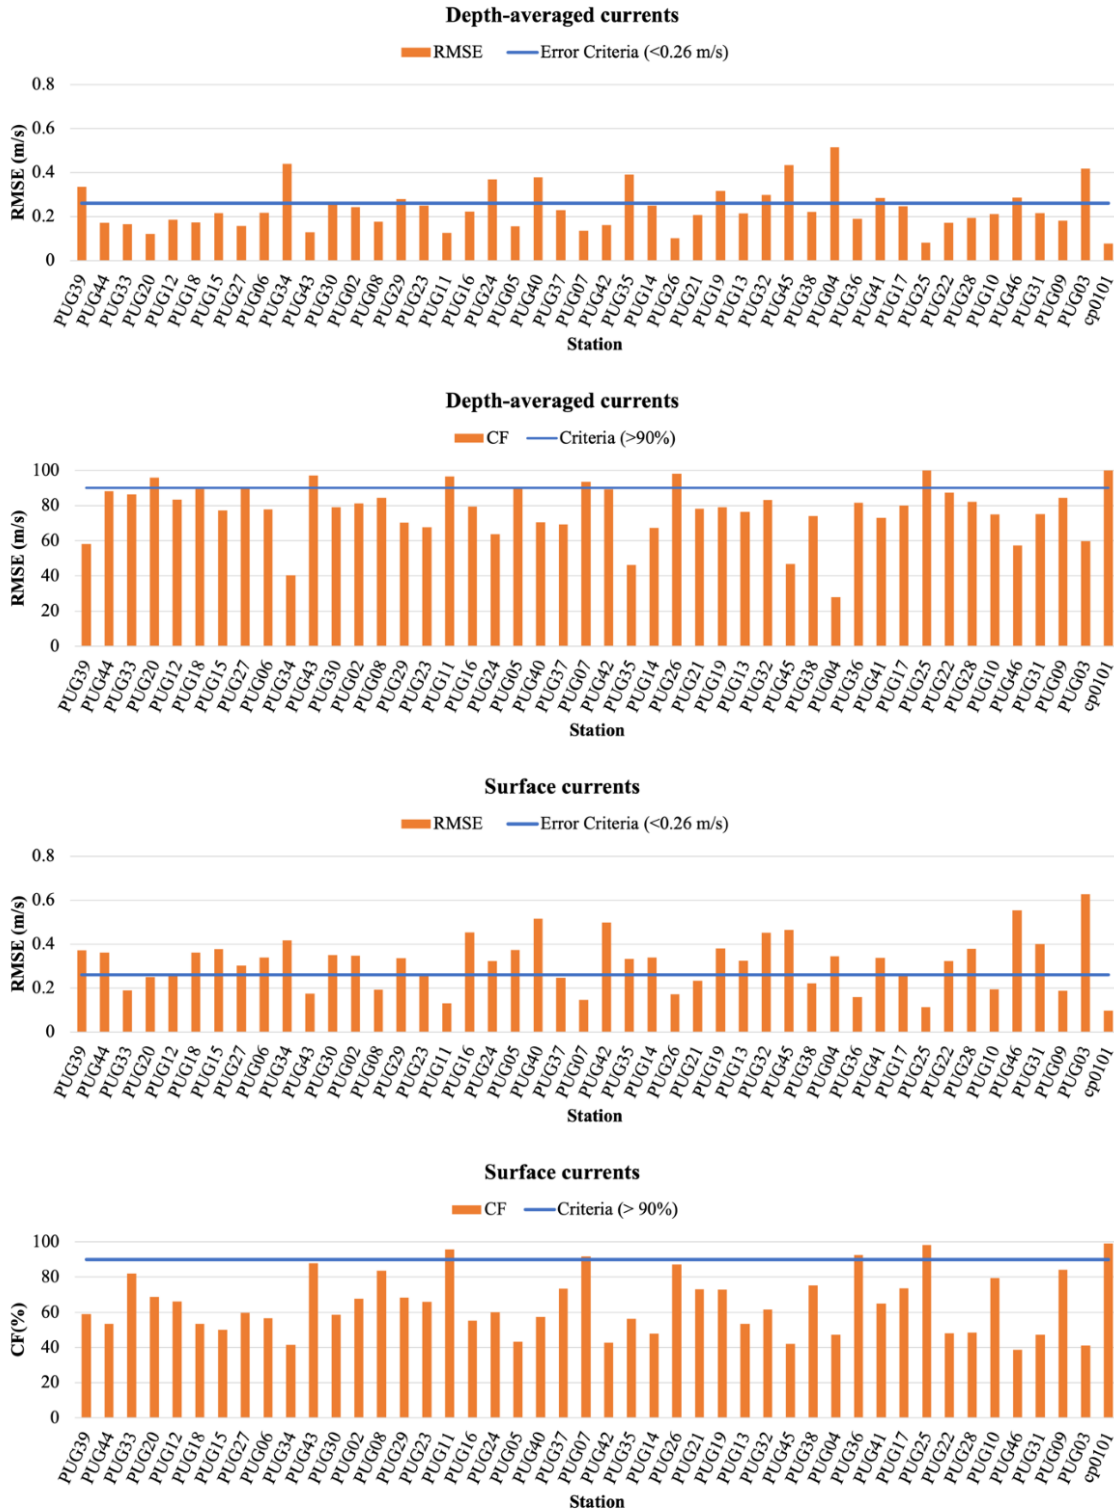 Depth-averaged currents
RMSE Error Criteria (<0.26 m/s)
0.8
0.6
0.4
0.2
0
RMSE (m/s)
PUG39 PUG44 PUG33 PUG20 PUG12 PUG18 PUG15 PUG27 PUG06 PUG34 PUG43 PUG30 PUG02 PUG08 PUG29 PUG23 PUG11 PUG16 PUG24 PUG05 PUG40 PUG37 PUG07 PUG42 PUG35 PUG14 PUG26 PUG21 PUG19 PUG13 PUG32 PUG45 PUG38 PUG04 PUG36 PUG41 PUG17 PUG25 PUG22 PUG28 PUG10 PUG46 PUG31 PUG09 PUG03 cp0101
Station
Depth-averaged currents
CF Criteria (>90%)
100
80
60
40
20
0
RMSE (m/s)
PUG39 PUG44 PUG33 PUG20 PUG12 PUG18 PUG15 PUG27 PUG06 PUG34 PUG43 PUG30 PUG02 PUG08 PUG29 PUG23 PUG11 PUG16 PUG24 PUG05 PUG40 PUG37 PUG07 PUG42 PUG35 PUG14 PUG26 PUG21 PUG19 PUG13 PUG32 PUG45 PUG38 PUG04 PUG36 PUG41 PUG17 PUG25 PUG22 PUG28 PUG10 PUG46 PUG31 PUG09 PUG03 cp0101
Station
Surface currents
RMSE Error Criteria (<0.26 m/s)
0.8
0.6
0.4
0.2
0
RMSE (m/s)
PUG39 PUG44 PUG33 PUG20 PUG12 PUG18 PUG15 PUG27 PUG06 PUG34 PUG43 PUG30 PUG02 PUG08 PUG29 PUG23 PUG11 PUG16 PUG24 PUG05 PUG40 PUG37 PUG07 PUG42 PUG35 PUG14 PUG26 PUG21 PUG19 PUG13 PUG32 PUG45 PUG38 PUG04 PUG36 PUG41 PUG17 PUG25 PUG22 PUG28 PUG10 PUG46 PUG31 PUG09 PUG03 cp0101
Station
Surface currents
CF Criteria (> 90%)
100
80
60
40
20
0
CF(%)
PUG39 PUG44 PUG33 PUG20 PUG12 PUG18 PUG15 PUG27 PUG06 PUG34 PUG43 PUG30 PUG02 PUG08 PUG29 PUG23 PUG11 PUG16 PUG24 PUG05 PUG40 PUG37 PUG07 PUG42 PUG35 PUG14 PUG26 PUG21 PUG19 PUG13 PUG32 PUG45 PUG38 PUG04 PUG36 PUG41 PUG17 PUG25 PUG22 PUG28 PUG10 PUG46 PUG31 PUG09 PUG03 cp0101
Station